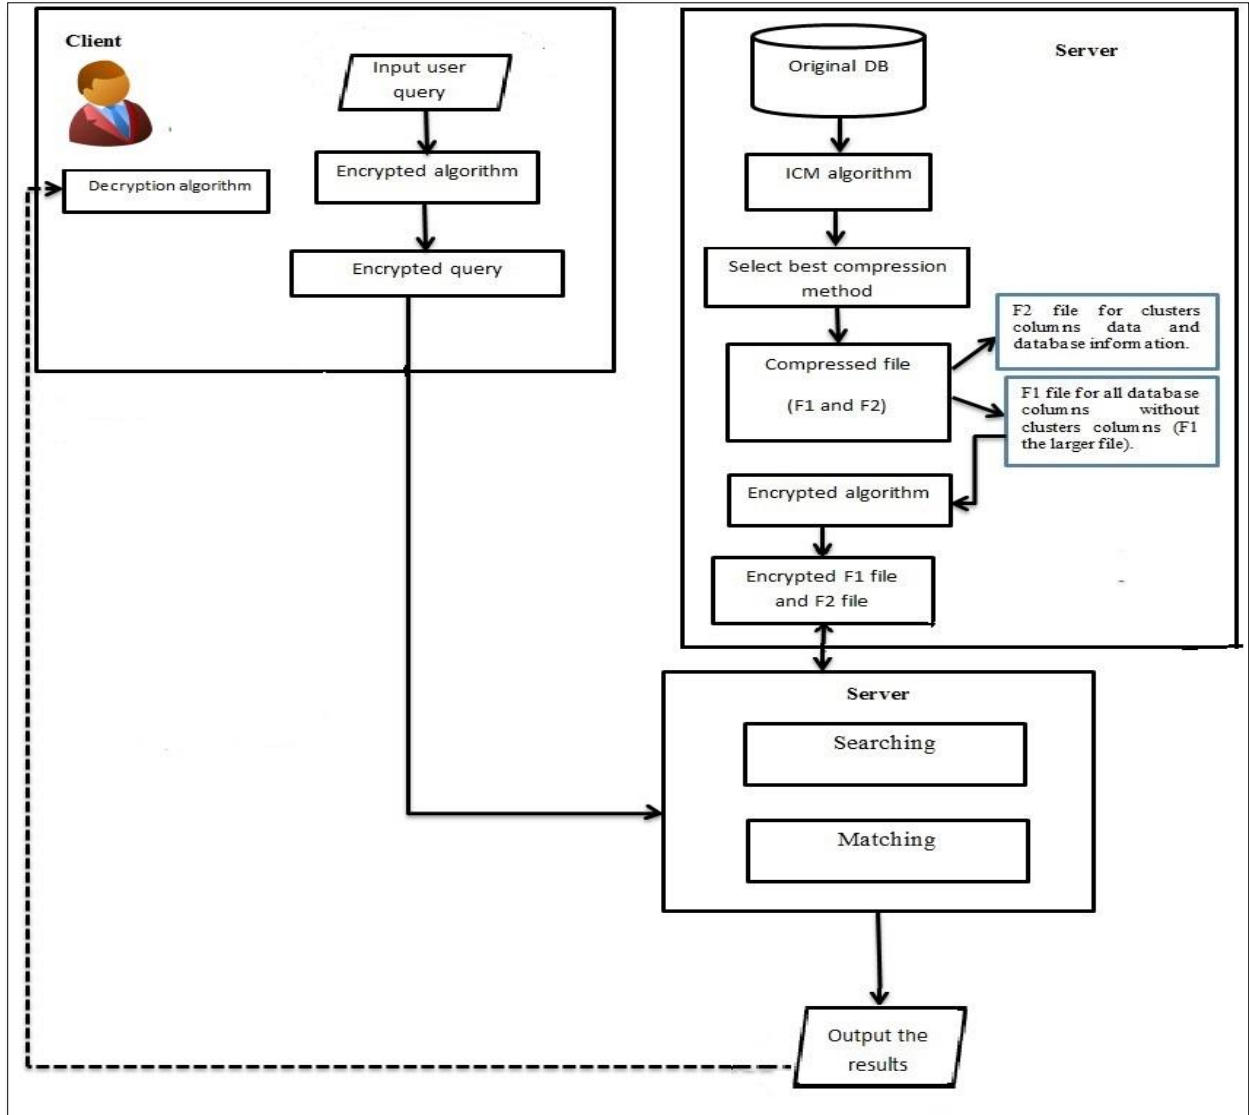 Client
Input user
query
Encrypted algorithm
Decryption algorithm
Encrypted query
Server
Original DB
ICM algorithm
Select best compression
method
F2 file for clusters
columns data and
database information.
Compressed file
(F1 and F2)
F1 file for all database
columns without
clusters columns (F1
the larger file).
Encrypted algorithm
Encrypted F1 file
and F2 file
Server
Searching
Matching
Output the
results